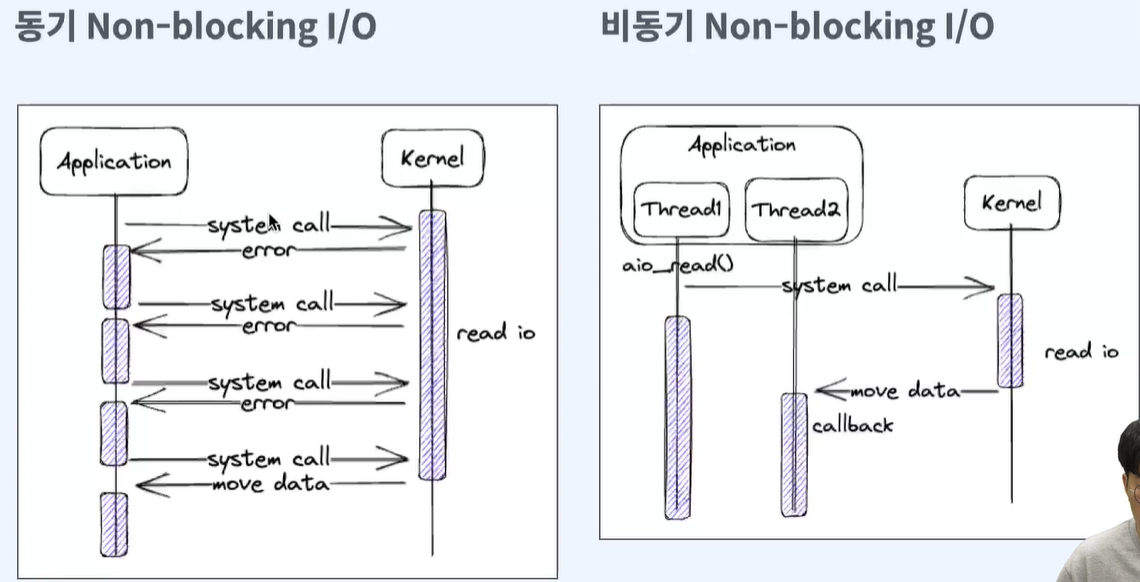 동기 Non-blocking I/O
Application
Kernel
system call
error
system call
error
read io
system call
error
system call
move data
비동기 Non-blocking I/O
Application
Thread1
Thread2
Kernel
aio_read()
system call
read io
move data
callback